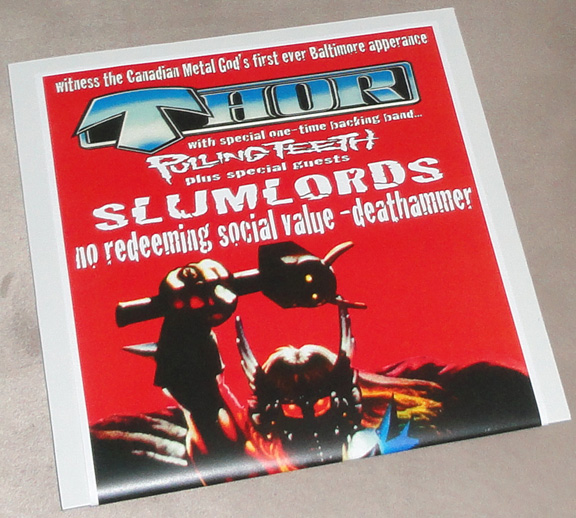 witness the Canadian Metal God's first ever Baltimore apperance
THOR
with special one-time backing band...
PULLING TEETH
plus special guests
SLUMLORDS
no redeeming social value - deathammer